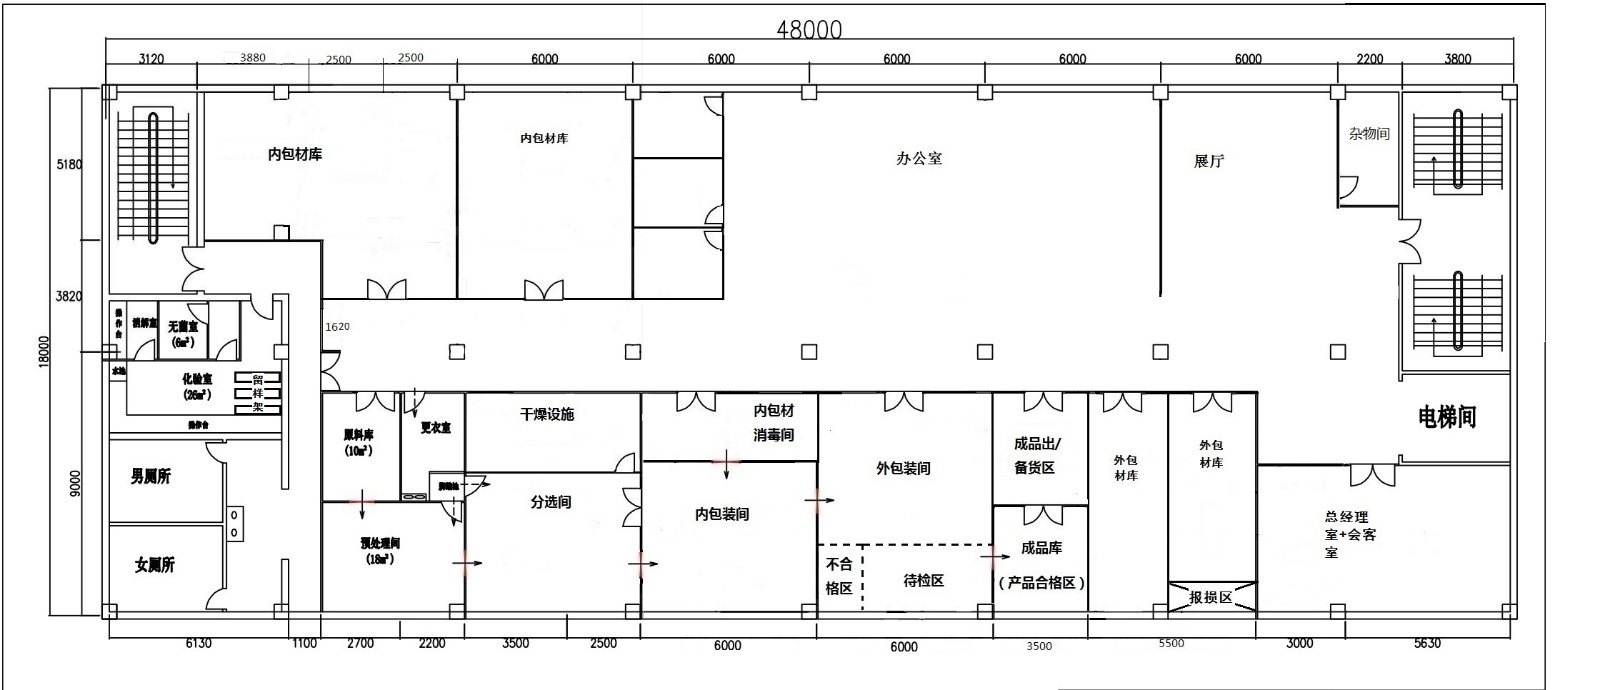 48000
3120
3880
2500
2500
6000
6000
6000
6000
6000
2200
3800
5180
3820
18000
9000
内包材库
内包材库
办公室
展厅
杂物间
1620
操作台
消解室
无菌室
(6m²)
水池
化验室
(26m²)
留样架
操作台
男厕所
女厕所
原料库
(10m²)
更衣室
预处理间
(18m²)
干燥设施
分选间
内包材
消毒间
内包装间
外包装间
不合
格区
待检区
成品出/
备货区
成品库
(产品合格区)
外包
材库
外包
材库
报损区
电梯间
总经理
室+会客
室
6130
1100
2700
2200
3500
2500
6000
6000
3500
5500
3000
5630